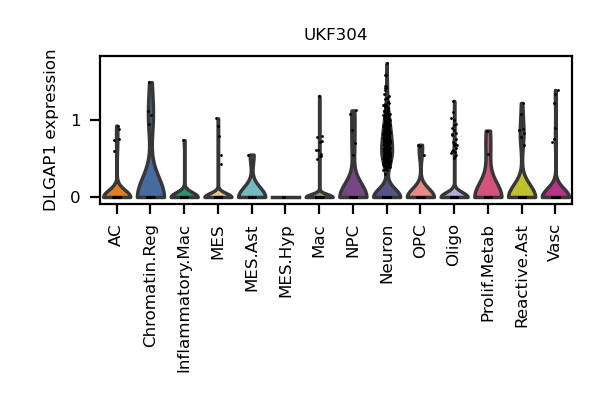 UKF304
DLGAP1 expression
1
0
AC
Chromatin.Reg
Inflammatory.Mac
MES
MES.Ast
MES.Hyp
Mac
NPC
Neuron
OPC
Oligo
Prolif.Metab
Reactive.Ast
Vasc